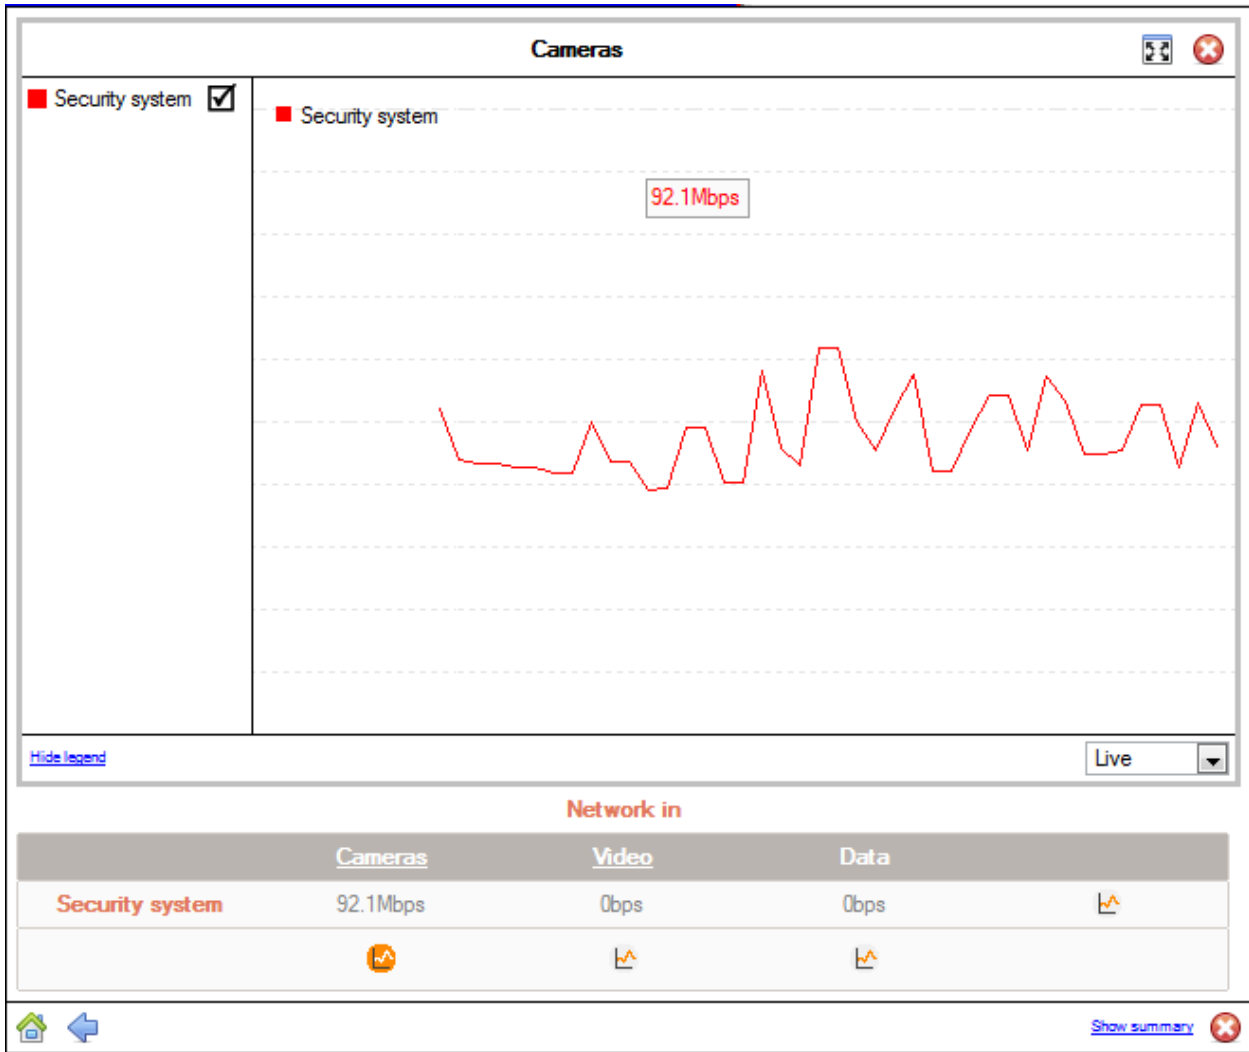 Cameras
Security system
Security system
92.1Mbps
Hide legend
Live
Network in
Cameras Video Data
Security system 92.1Mbps 0bps 0bps
Show summary